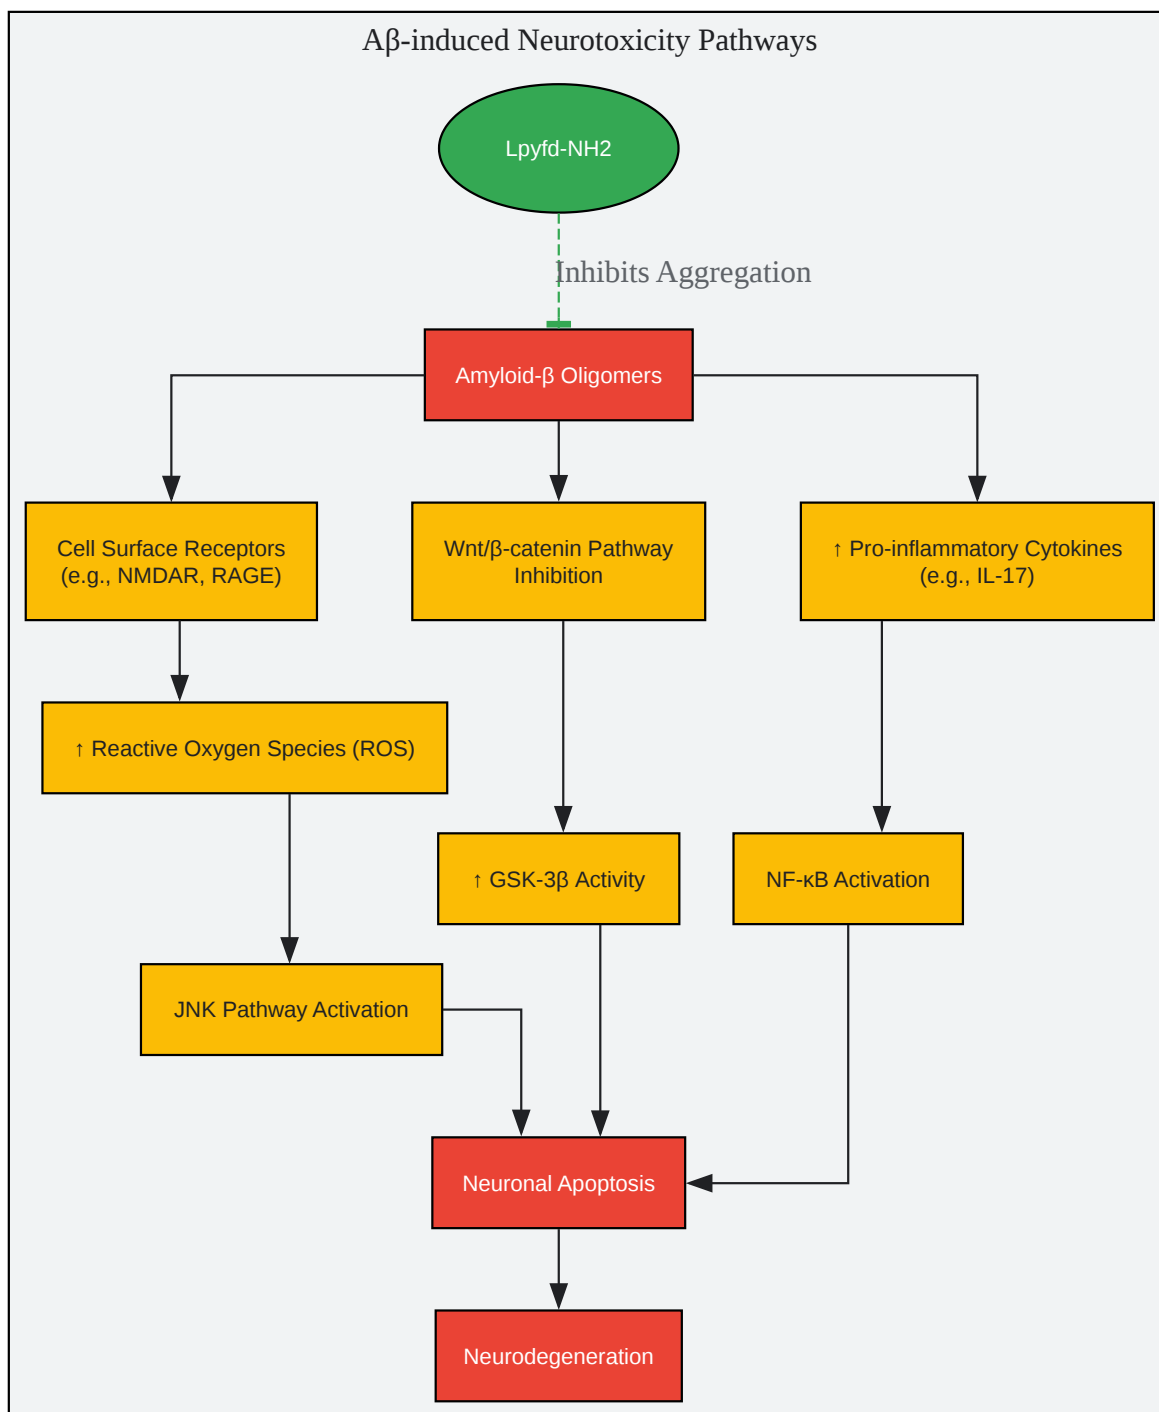 Aβ-induced Neurotoxicity Pathways
Lpyfd-NH2
Inhibits Aggregation
Amyloid-β Oligomers
Cell Surface Receptors
(e.g., NMDAR, RAGE)
Wnt/β-catenin Pathway
Inhibition
↑ Pro-inflammatory Cytokines
(e.g., IL-17)
↑ Reactive Oxygen Species (ROS)
↑ GSK-3β Activity
NF-κB Activation
JNK Pathway Activation
Neuronal Apoptosis
Neurodegeneration